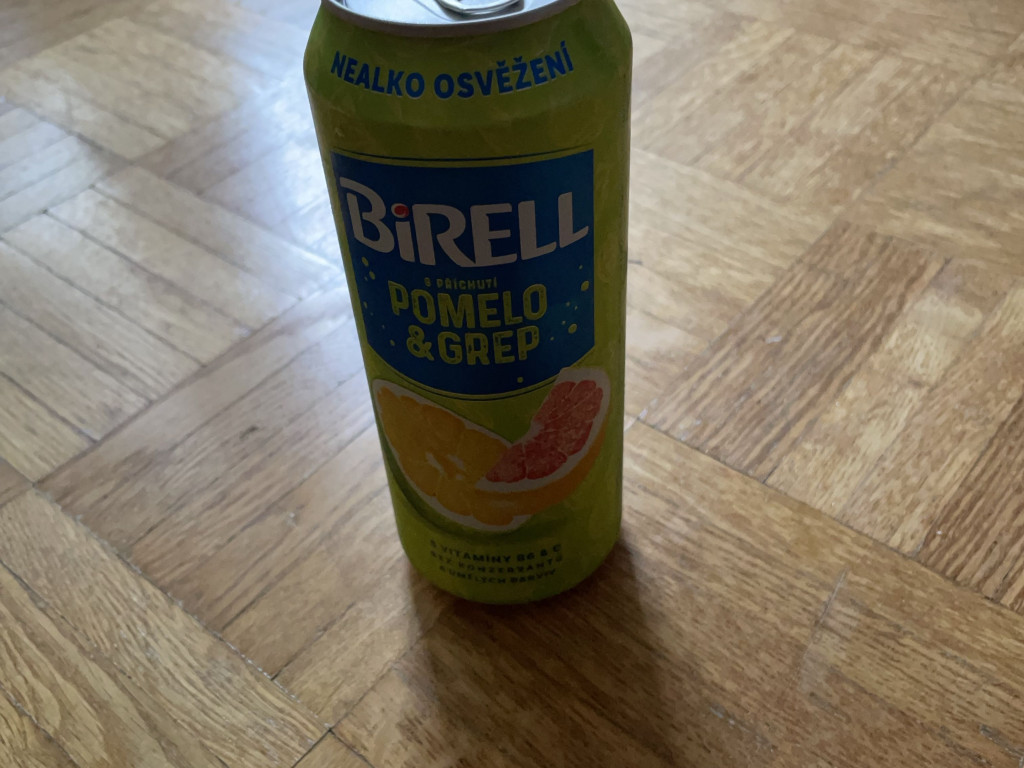 NEALKO OSVĚŽENÍ
BiRELL
S PŘÍCHUTÍ
POMELO
& GREP
S VITAMÍNY B6 & C
BEZ KONZERVANTŮ
A UMĚLÝCH BARVIV